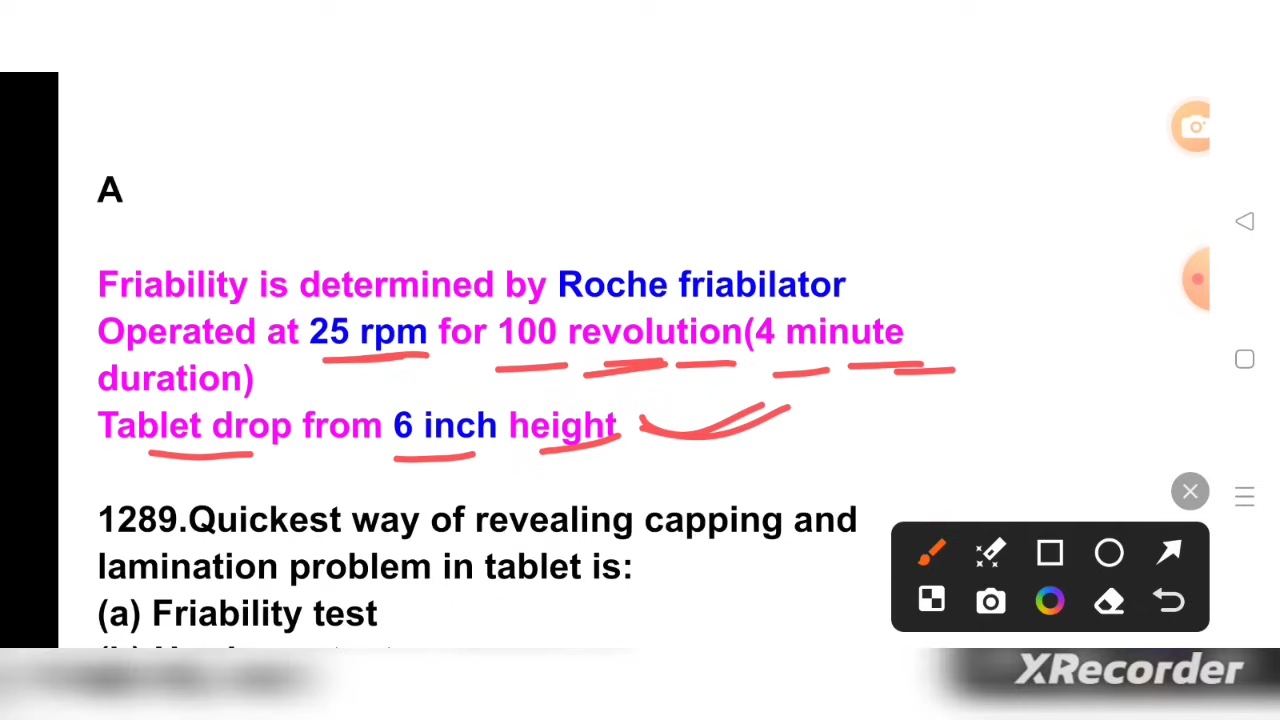 A
Friability is determined by Roche friabilator
Operated at 25 rpm for 100 revolution(4 minute
duration)
Tablet drop from 6 inch height
1289.Quickest way of revealing capping and
lamination problem in tablet is:
(a) Friability test
XRecorder